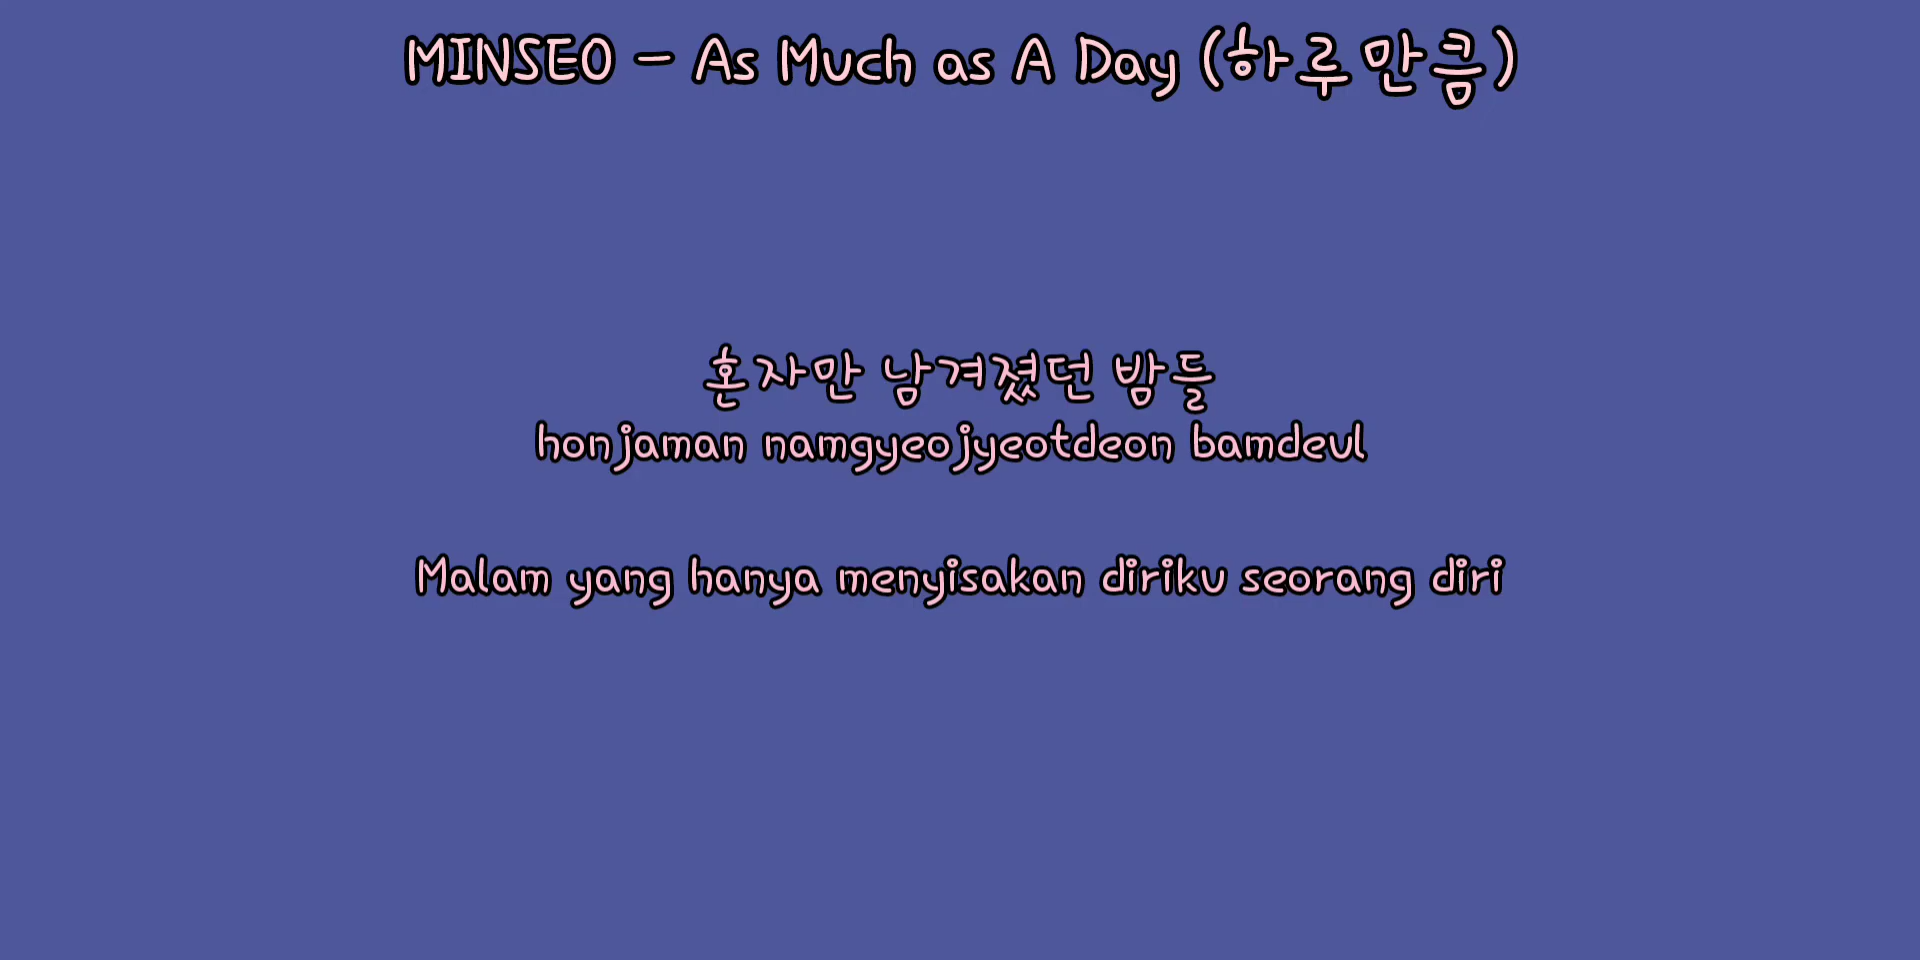 MINSEO - As Much as A Day (하루만큼)
혼자만 남겨졌던 밤들
honjaman namgyeojyeotdeon bamdeul
Malam yang hanya menyisakan diriku seorang diri